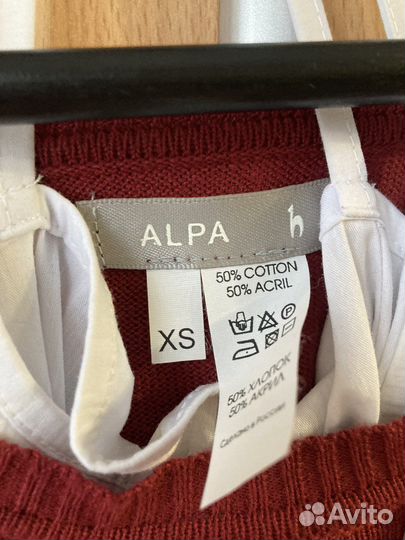 ALPA
XS
50% COTTON
50% ACRIL
50% ХЛОПОК
50% АКРИЛ
Сделано в России
Avito